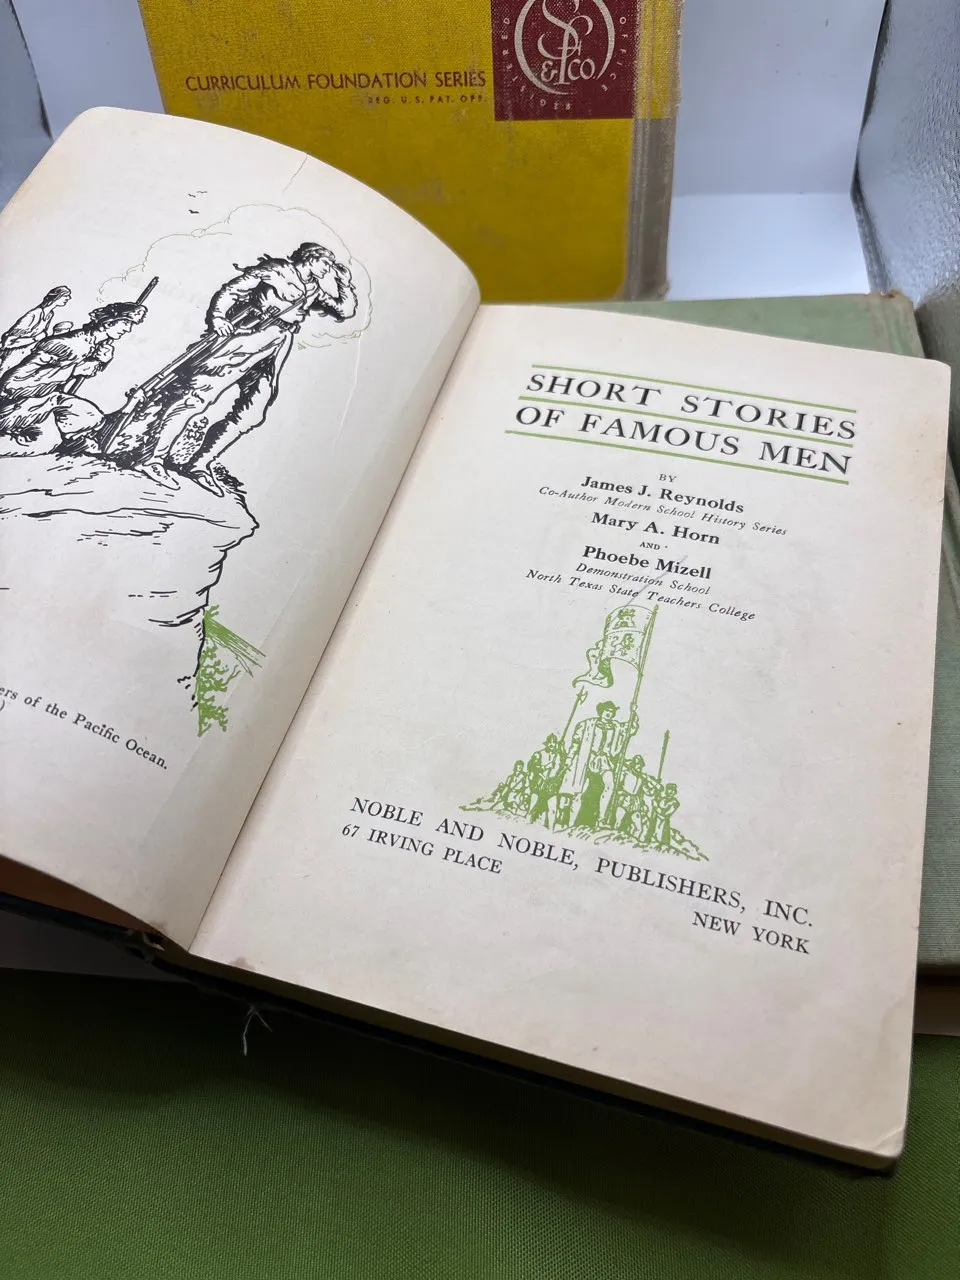 CURRICULUM FOUNDATION SERIES
REG. U. S. PAT. OFF.
S F
& CO
SHORT STORIES
OF FAMOUS MEN
BY
James J. Reynolds
Co-Author Modern School History Series
Mary A. Horn
AND
Phoebe Mizell
Demonstration School
North Texas State Teachers College
NOBLE AND NOBLE, PUBLISHERS, INC.
67 IRVING PLACE
NEW YORK
ers of the Pacific Ocean.
)